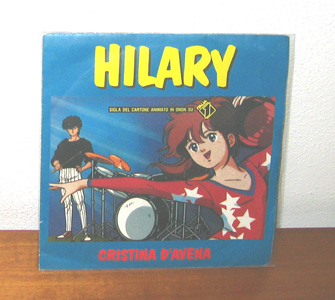 HILARY
SIGLA DEL CARTONE ANIMATO IN ONDA SU
CRISTINA D'AVENA